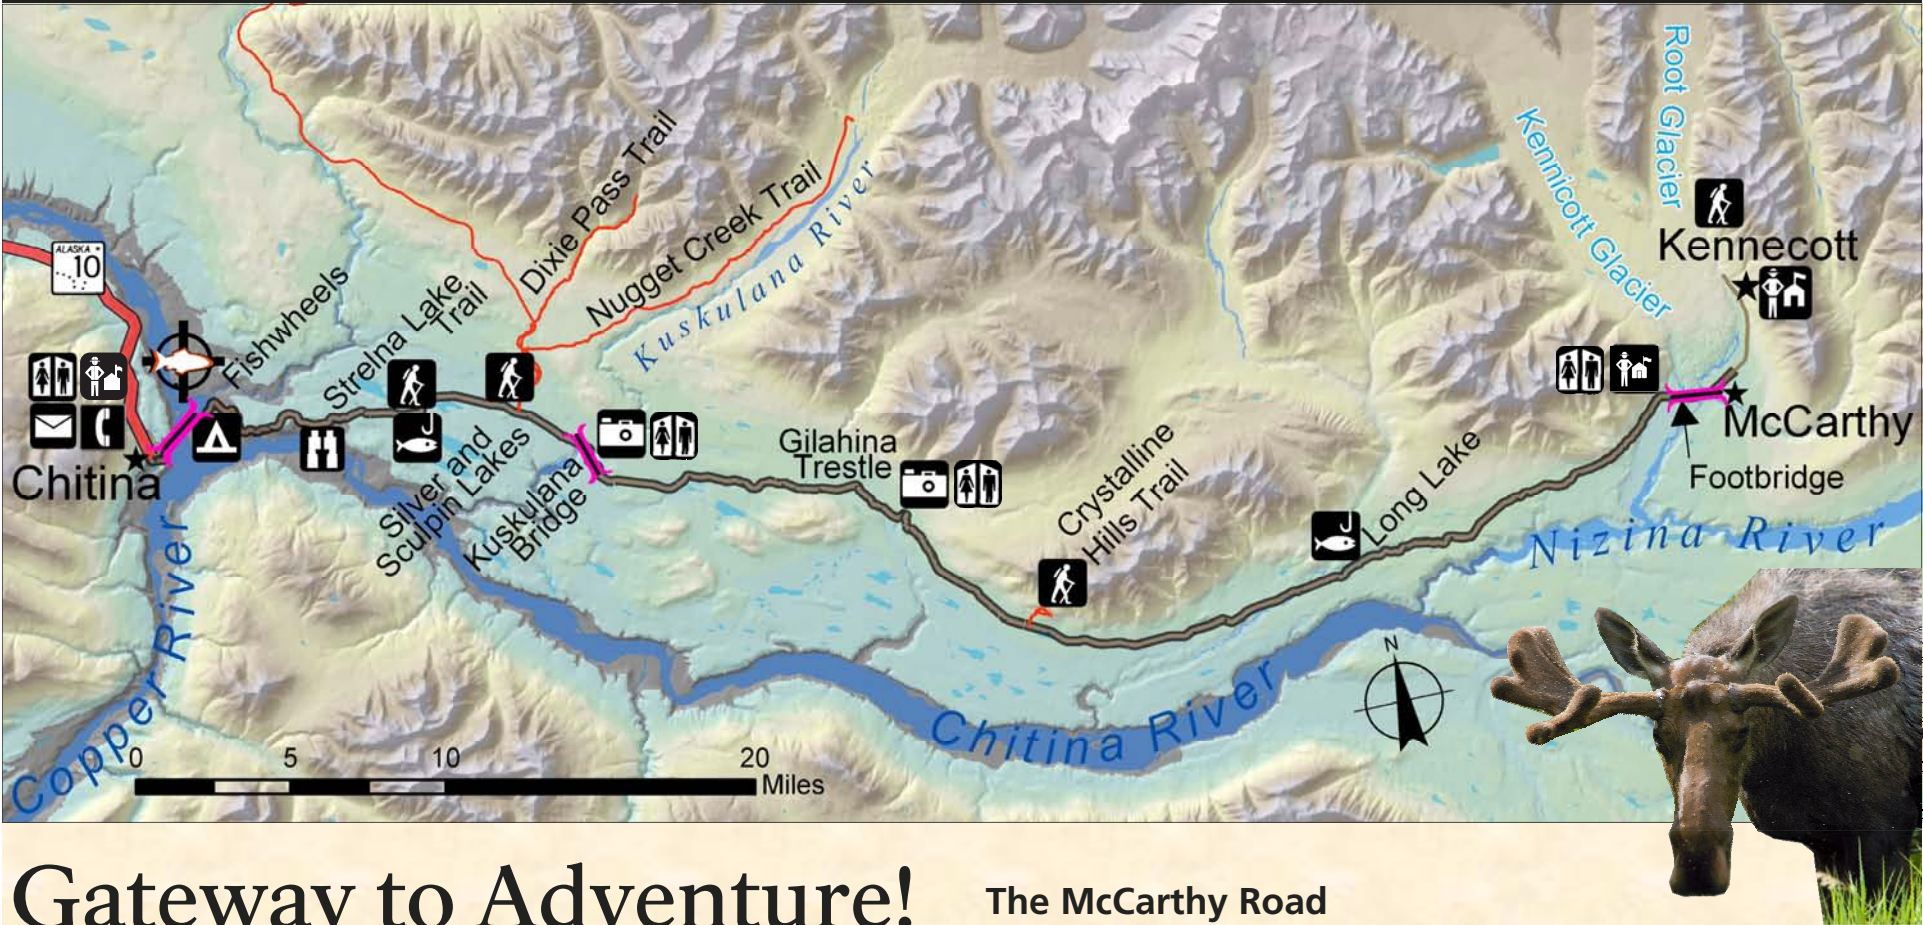 Root Glacier
Kennicott Glacier
Kennecott
Dixie Pass Trail
Nugget Creek Trail
Kuskulana River
ALASKA
10
Fishwheels
Strelna Lake
Trail
Chitina
Silver and
Sculpin Lakes
Kuskulana
Bridge
Gilahina
Trestle
Crystalline
Hills Trail
Long Lake
McCarthy
Footbridge
Nizina River
Copper River
Chitina River
N
0 5 10 20
Miles
Gateway to Adventure!
The McCarthy Road